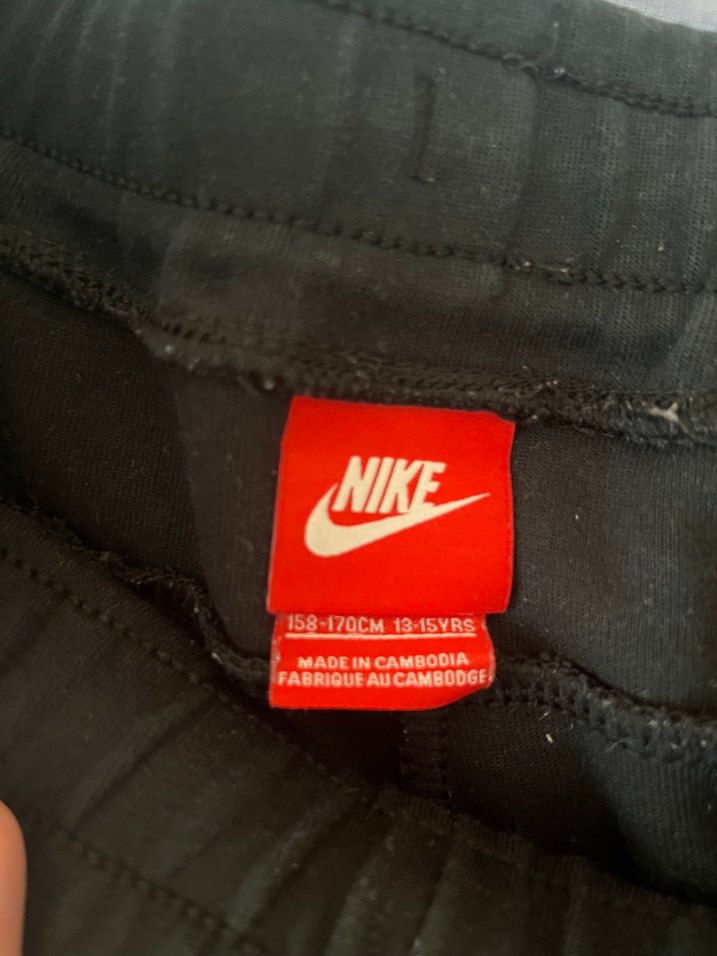 NIKE
158-170CM 13-15YRS
MADE IN CAMBODIA
FABRIQUE AU CAMBODGE